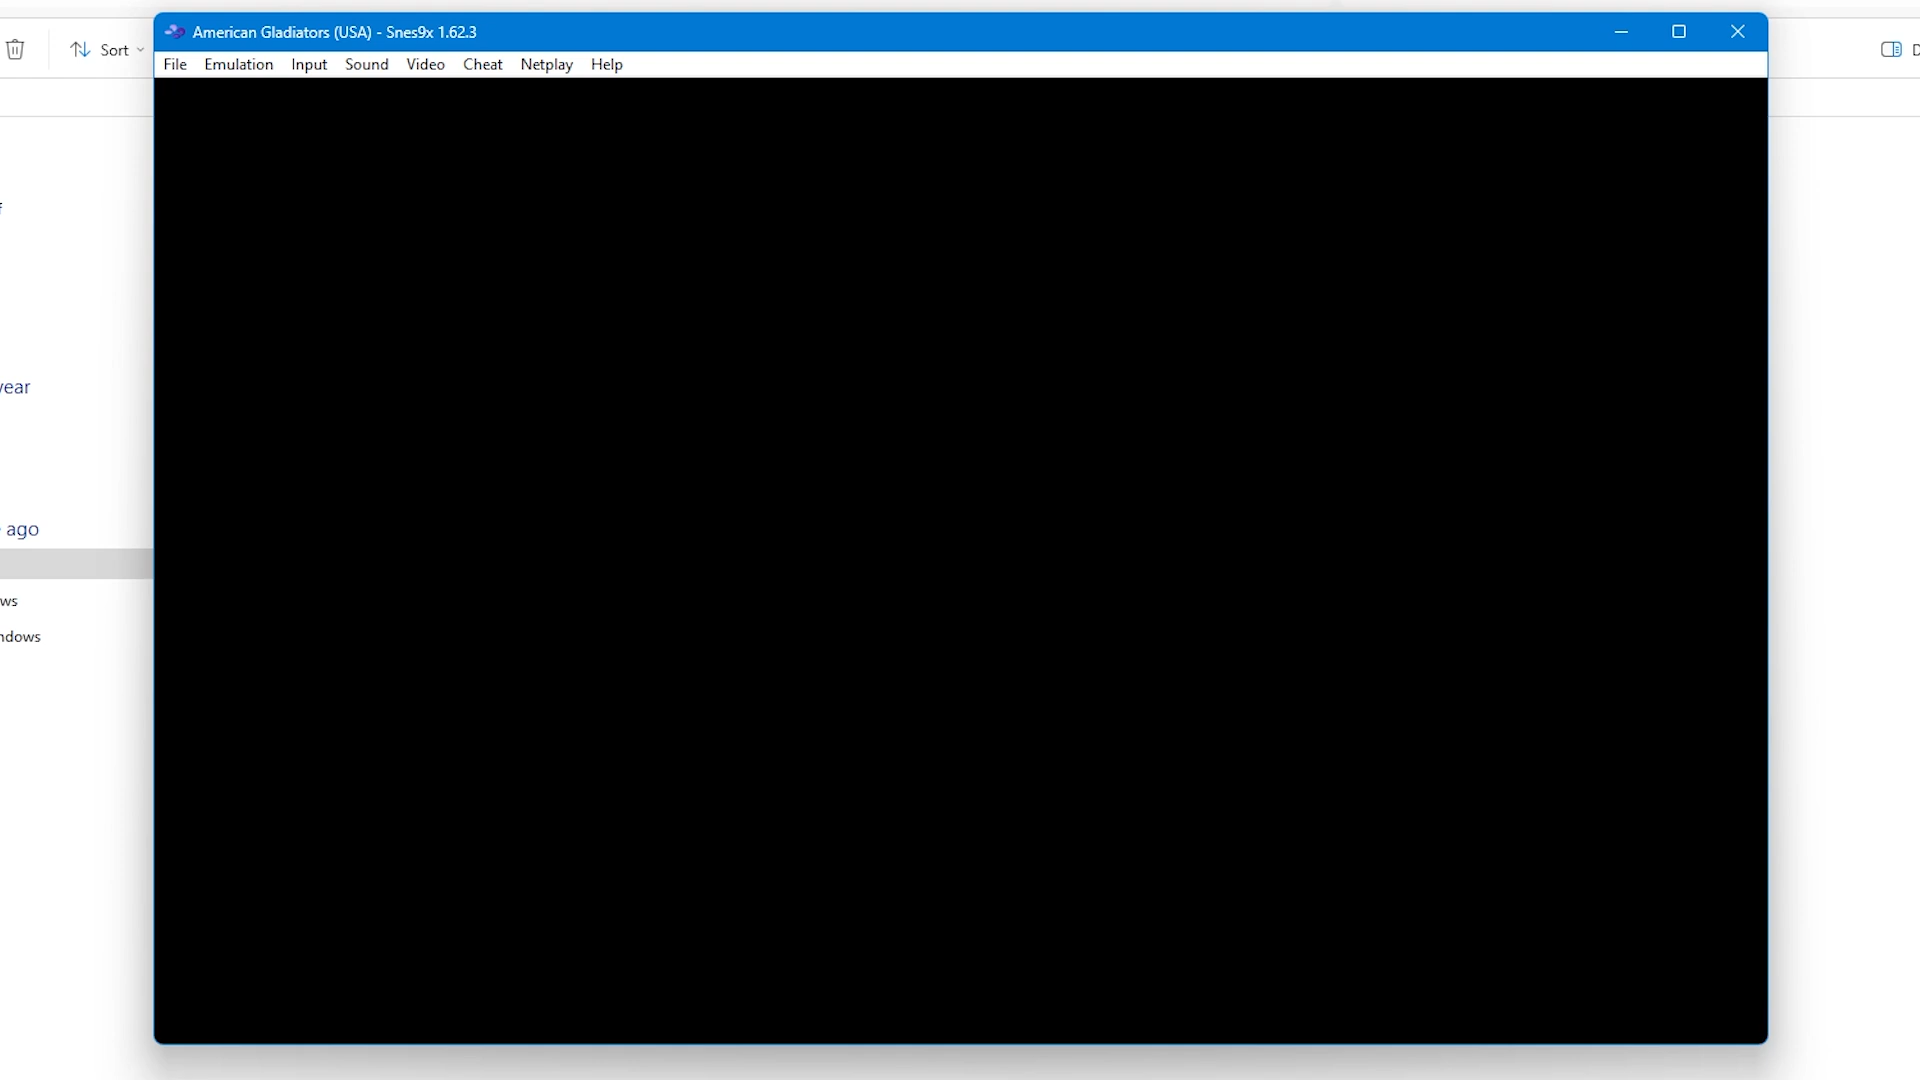 American Gladiators (USA) - Snes9x 1.62.3
Sort
File Emulation Input Sound Video Cheat Netplay Help
year
ago
ws
ndows